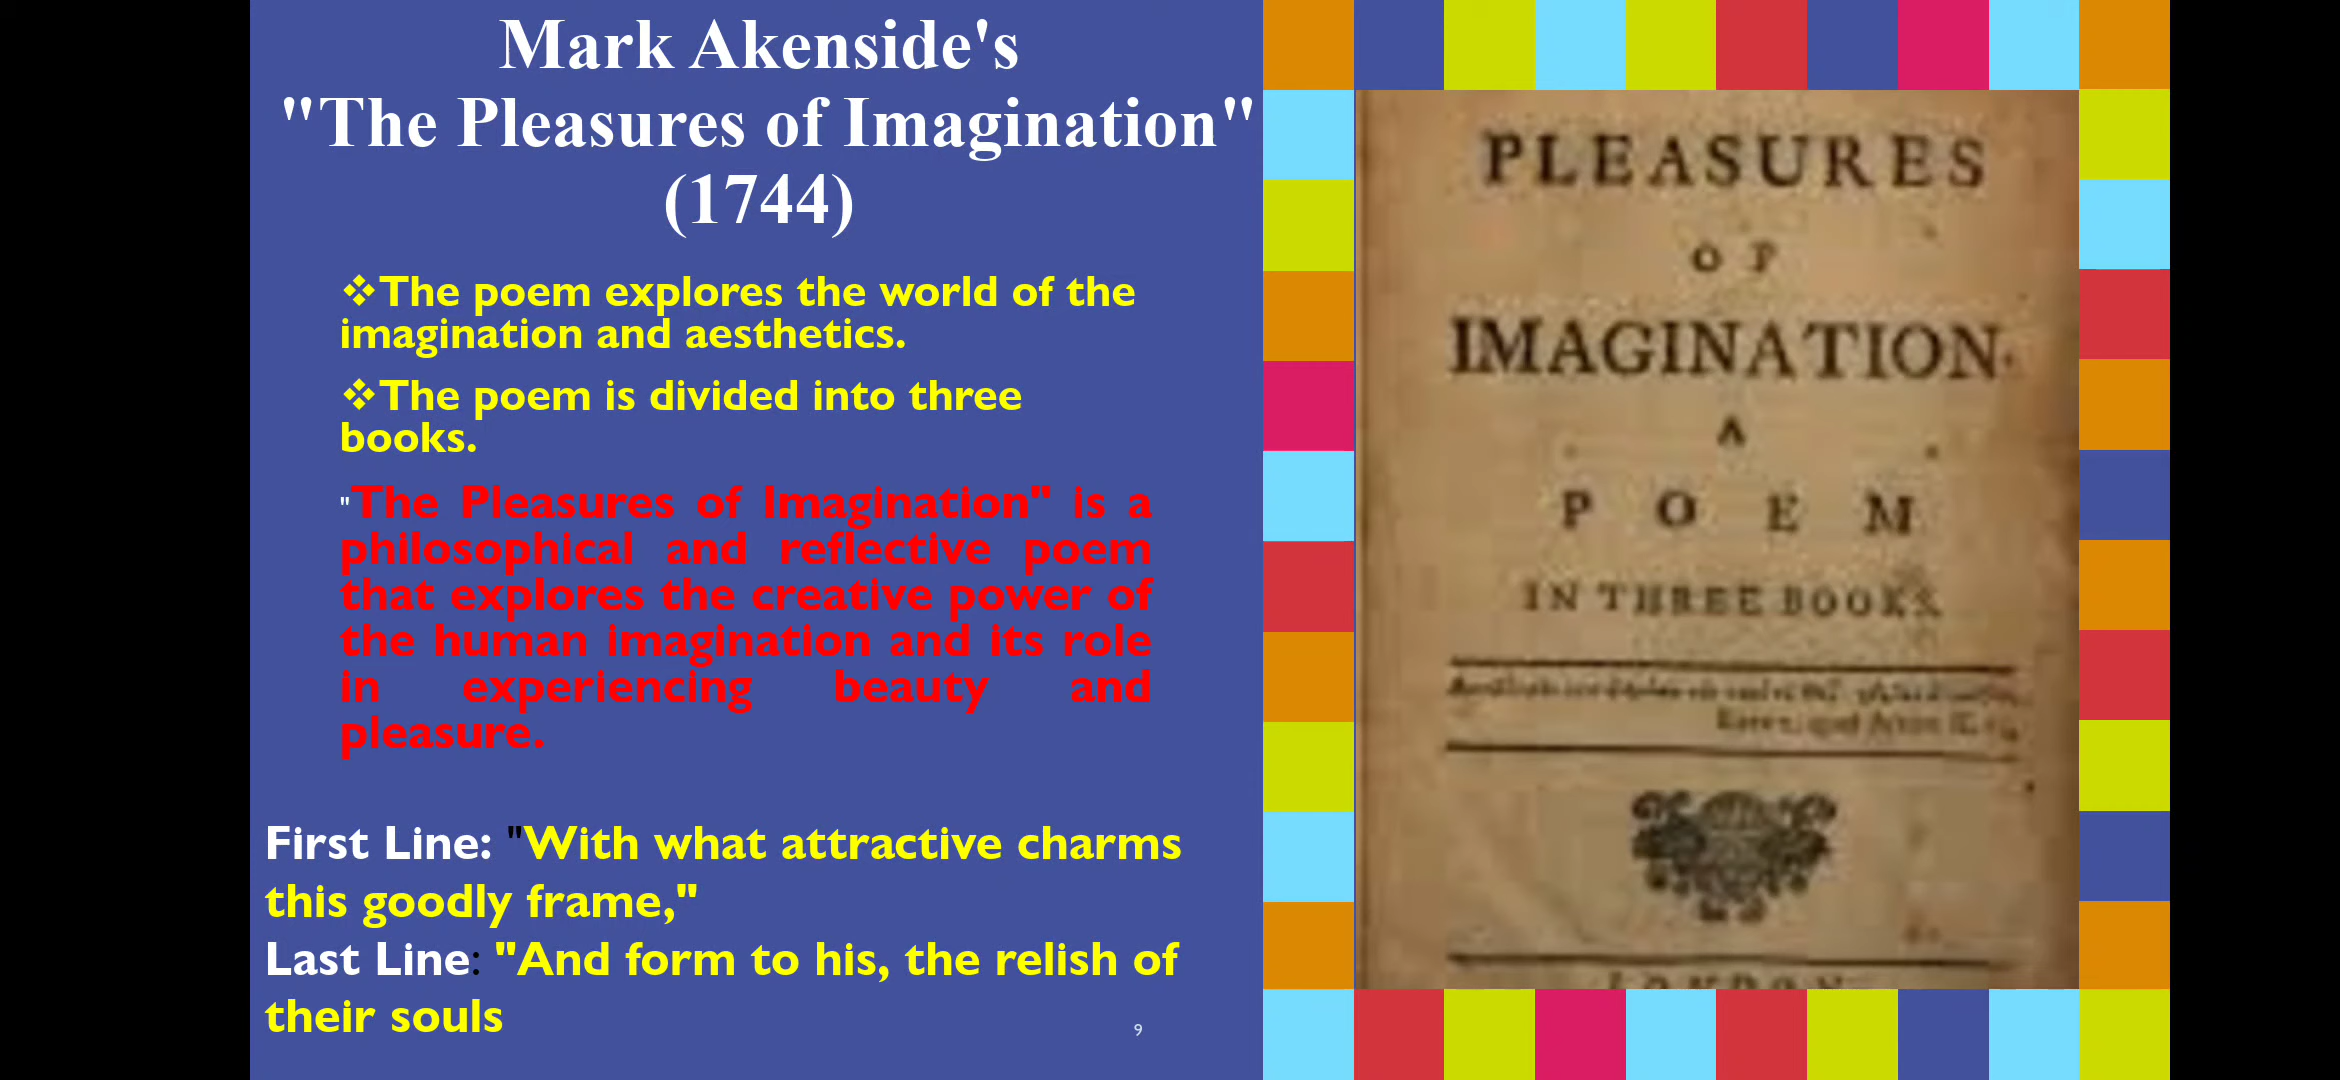 Mark Akenside's
"The Pleasures of Imagination"
(1744)
❖The poem explores the world of the
imagination and aesthetics.
❖The poem is divided into three
books.
"The Pleasures of Imagination" is a
philosophical and reflective poem
that explores the creative power of
the human imagination and its role
in experiencing beauty and
pleasure.
First Line: "With what attractive charms
this goodly frame,"
Last Line: "And form to his, the relish of
their souls
9
PLEASURES
OF
IMAGINATION.
A
POEM
IN THREE BOOKS.
LONDON